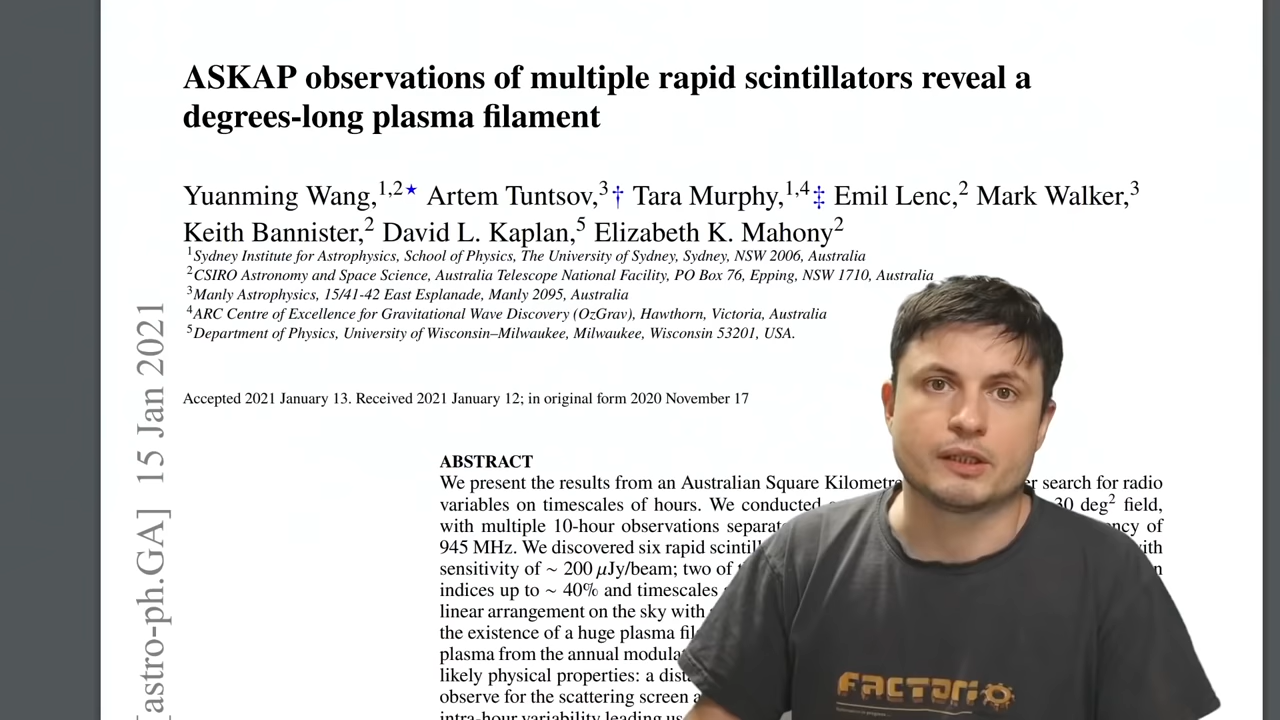 ASKAP observations of multiple rapid scintillators reveal a
degrees-long plasma filament
Yuanming Wang,1,2★ Artem Tuntsov,3† Tara Murphy,1,4‡ Emil Lenc,2 Mark Walker,3
Keith Bannister,2 David L. Kaplan,5 Elizabeth K. Mahony2
1Sydney Institute for Astrophysics, School of Physics, The University of Sydney, Sydney, NSW 2006, Australia
2CSIRO Astronomy and Space Science, Australia Telescope National Facility, PO Box 76, Epping, NSW 1710, Australia
3Manly Astrophysics, 15/41-42 East Esplanade, Manly 2095, Australia
4ARC Centre of Excellence for Gravitational Wave Discovery (OzGrav), Hawthorn, Victoria, Australia
5Department of Physics, University of Wisconsin–Milwaukee, Milwaukee, Wisconsin 53201, USA.
Accepted 2021 January 13. Received 2021 January 12; in original form 2020 November 17
ABSTRACT
We present the results from an Australian Square search for radio
variables on timescales of hours. We conducted 30 deg2 field,
with multiple 10-hour observations of
945 MHz. We discovered six rapid
sensitivity of ∼ 200 μJy/beam; two of
indices up to ∼ 40% and timescales
linear arrangement on the sky with
the existence of a huge plasma
plasma from the annual
likely physical properties: a
observe for the scattering screen
intra-hour variability leading
[astro-ph.GA] 15 Jan 2021
FACTORIO